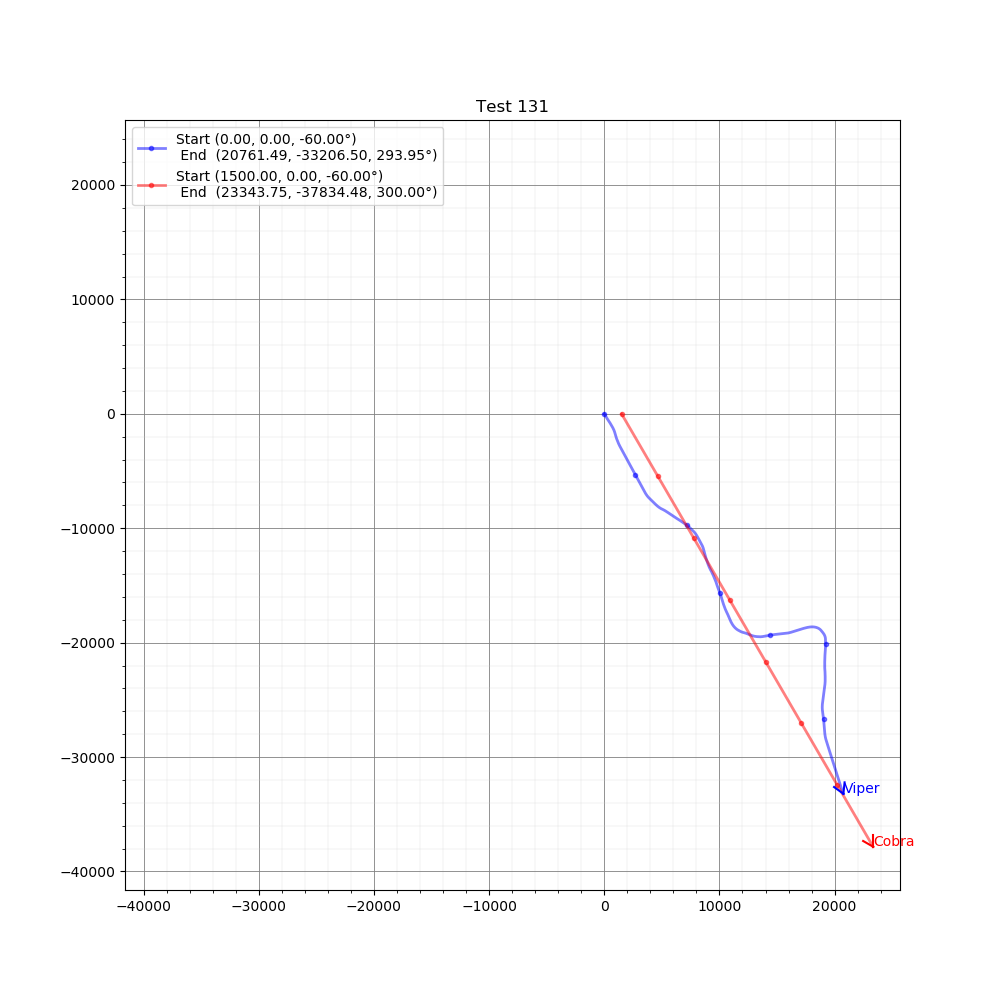 Test 131
Start (0.00, 0.00, -60.00°)
End (20761.49, -33206.50, 293.95°)
Start (1500.00, 0.00, -60.00°)
End (23343.75, -37834.48, 300.00°)
20000
10000
0
−10000
−20000
−30000
−40000
Viper
Cobra
−40000 −30000 −20000 −10000 0 10000 20000